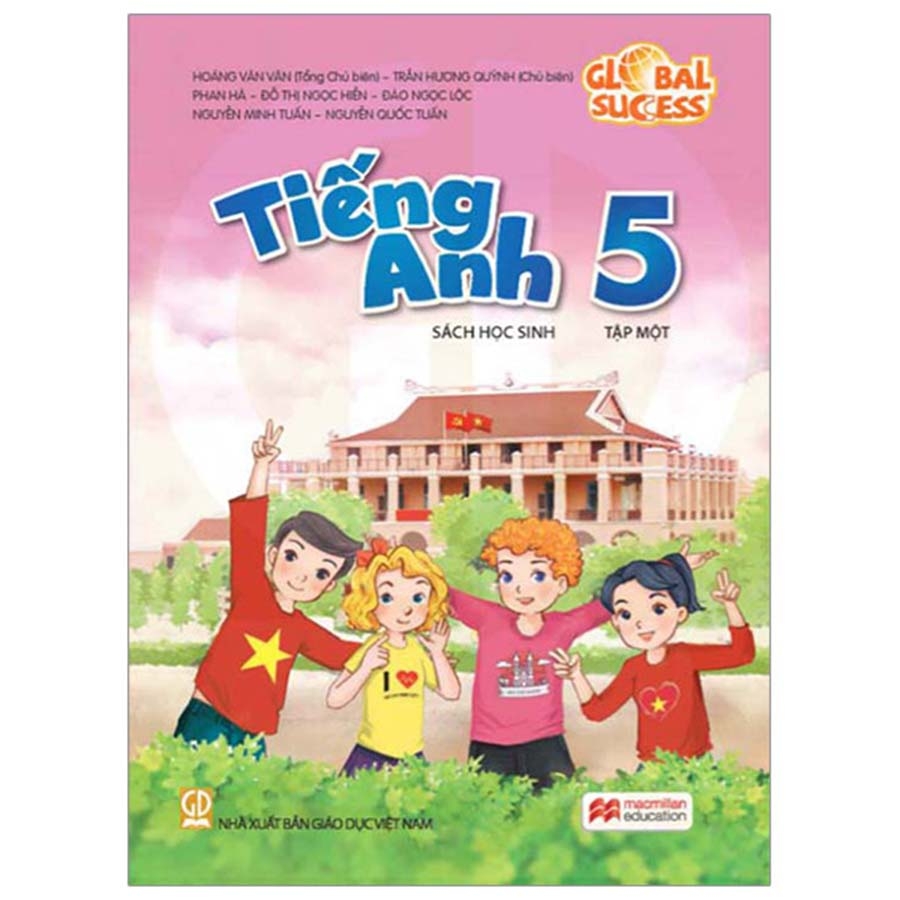 HOÀNG VĂN VÂN (Tổng Chủ biên) – TRẦN HƯƠNG QUỲNH (Chủ biên)
PHAN HÀ – ĐỖ THỊ NGỌC HIỀN – ĐÀO NGỌC LỘC
NGUYỄN MINH TUẤN – NGUYỄN QUỐC TUẤN
GLOBAL
SUCCESS
Tiếng
Anh 5
SÁCH HỌC SINH TẬP MỘT
I
GD
NHÀ XUẤT BẢN GIÁO DỤC VIỆT NAM
macmillan
education